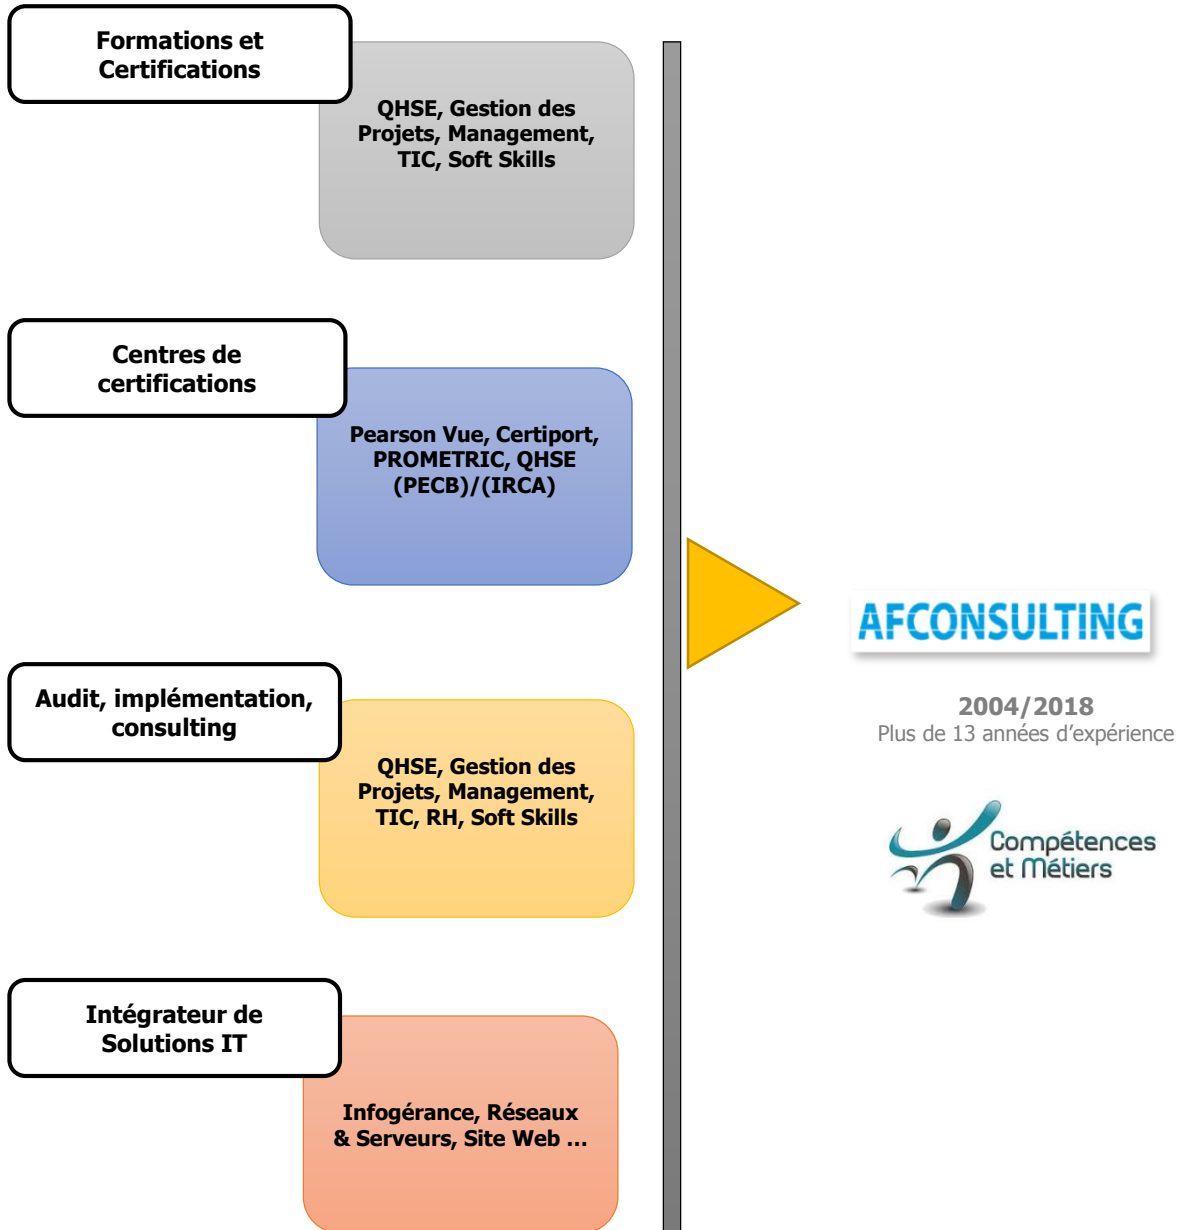 Formations et
Certifications
QHSE, Gestion des
Projets, Management,
TIC, Soft Skills
Centres de
certifications
Pearson Vue, Certiport,
PROMETRIC, QHSE
(PECB)/(IRCA)
AFCONSULTING
2004/2018
Plus de 13 années d’expérience
Audit, implémentation,
consulting
QHSE, Gestion des
Projets, Management,
TIC, RH, Soft Skills
Compétences
et Métiers
Intégrateur de
Solutions IT
Infogérance, Réseaux
& Serveurs, Site Web ...